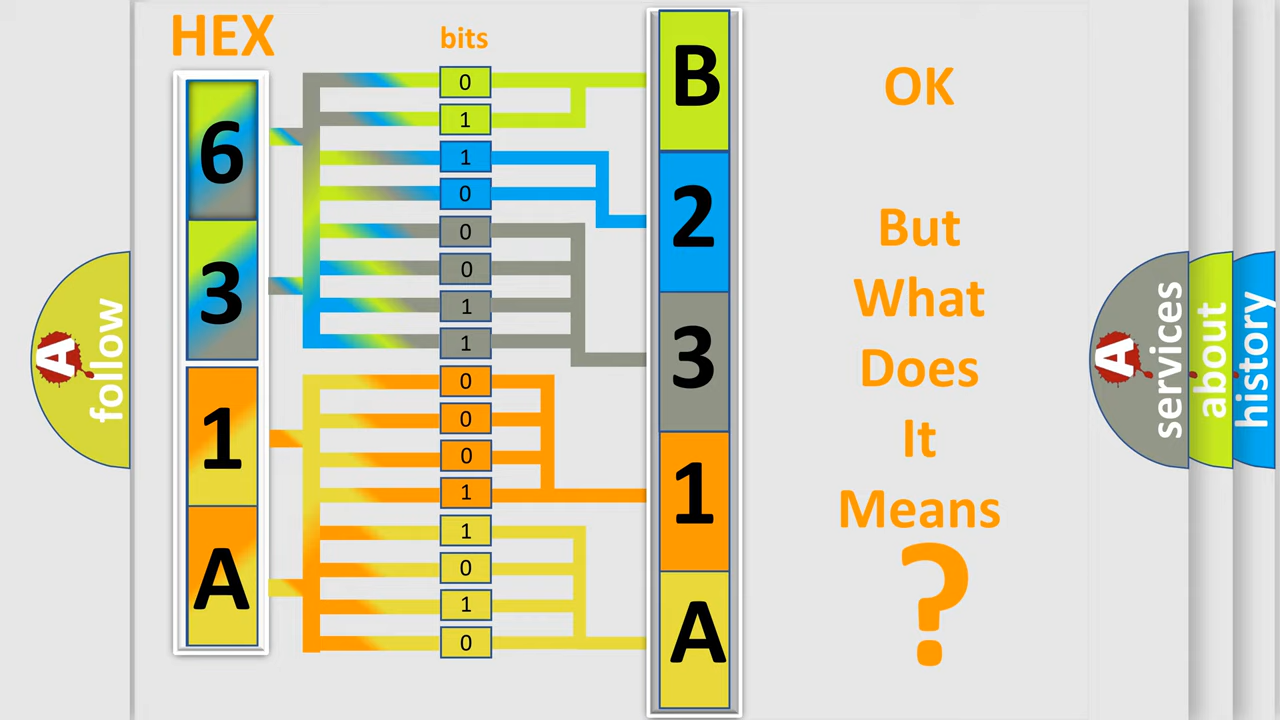 HEX
bits
6
3
1
A
0
1
1
0
0
0
1
1
0
0
0
1
1
0
1
0
B
2
3
1
A
OK
But
What
Does
It
Means
?
A
follow
A
services
about
history